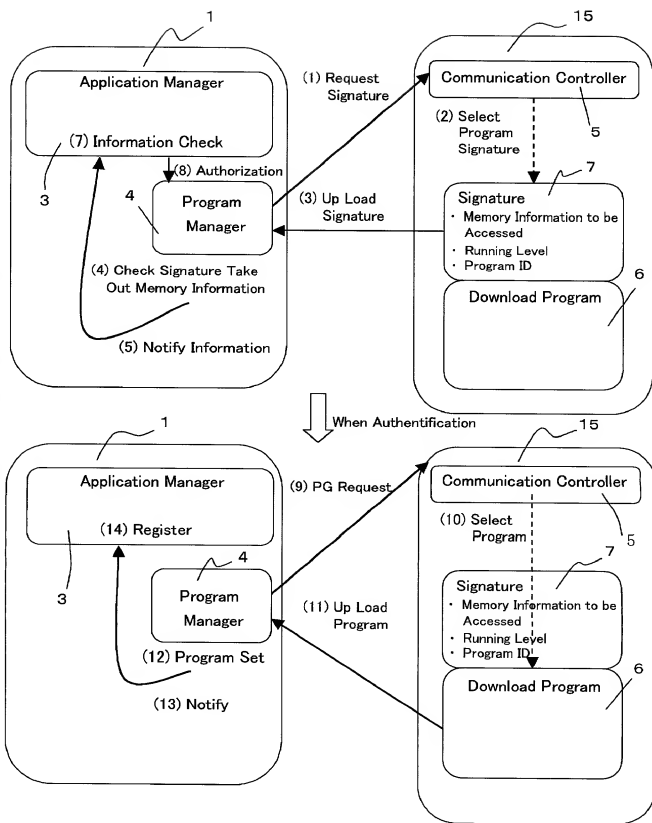 1
Application Manager
(7) Information Check
3
(8) Authorization
4
Program
Manager
(4) Check Signature Take
Out Memory Information
(5) Notify Information
(1) Request
Signature
(3) Up Load
Signature
15
Communication Controller
5
(2) Select
Program
Signature
7
Signature
・ Memory Information to be
Accessed
・ Running Level
・ Program ID
6
Download Program
When Authentification
1
Application Manager
(14) Register
3
4
Program
Manager
(12) Program Set
(13) Notify
(9) PG Request
(11) Up Load
Program
15
Communication Controller
5
(10) Select
Program
7
Signature
・ Memory Information to be
Accessed
・ Running Level
・ Program ID
6
Download Program